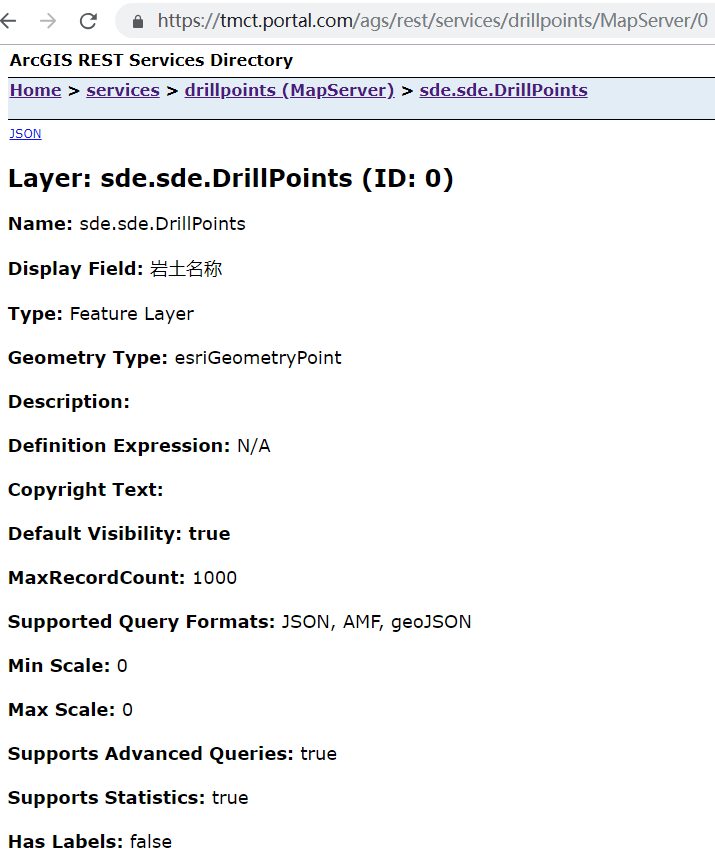 https://tmct.portal.com/ags/rest/services/drillpoints/MapServer/0
ArcGIS REST Services Directory
Home > services > drillpoints (MapServer) > sde.sde.DrillPoints
JSON
Layer: sde.sde.DrillPoints (ID: 0)
Name: sde.sde.DrillPoints
Display Field: 岩土名称
Type: Feature Layer
Geometry Type: esriGeometryPoint
Description:
Definition Expression: N/A
Copyright Text:
Default Visibility: true
MaxRecordCount: 1000
Supported Query Formats: JSON, AMF, geoJSON
Min Scale: 0
Max Scale: 0
Supports Advanced Queries: true
Supports Statistics: true
Has Labels: false